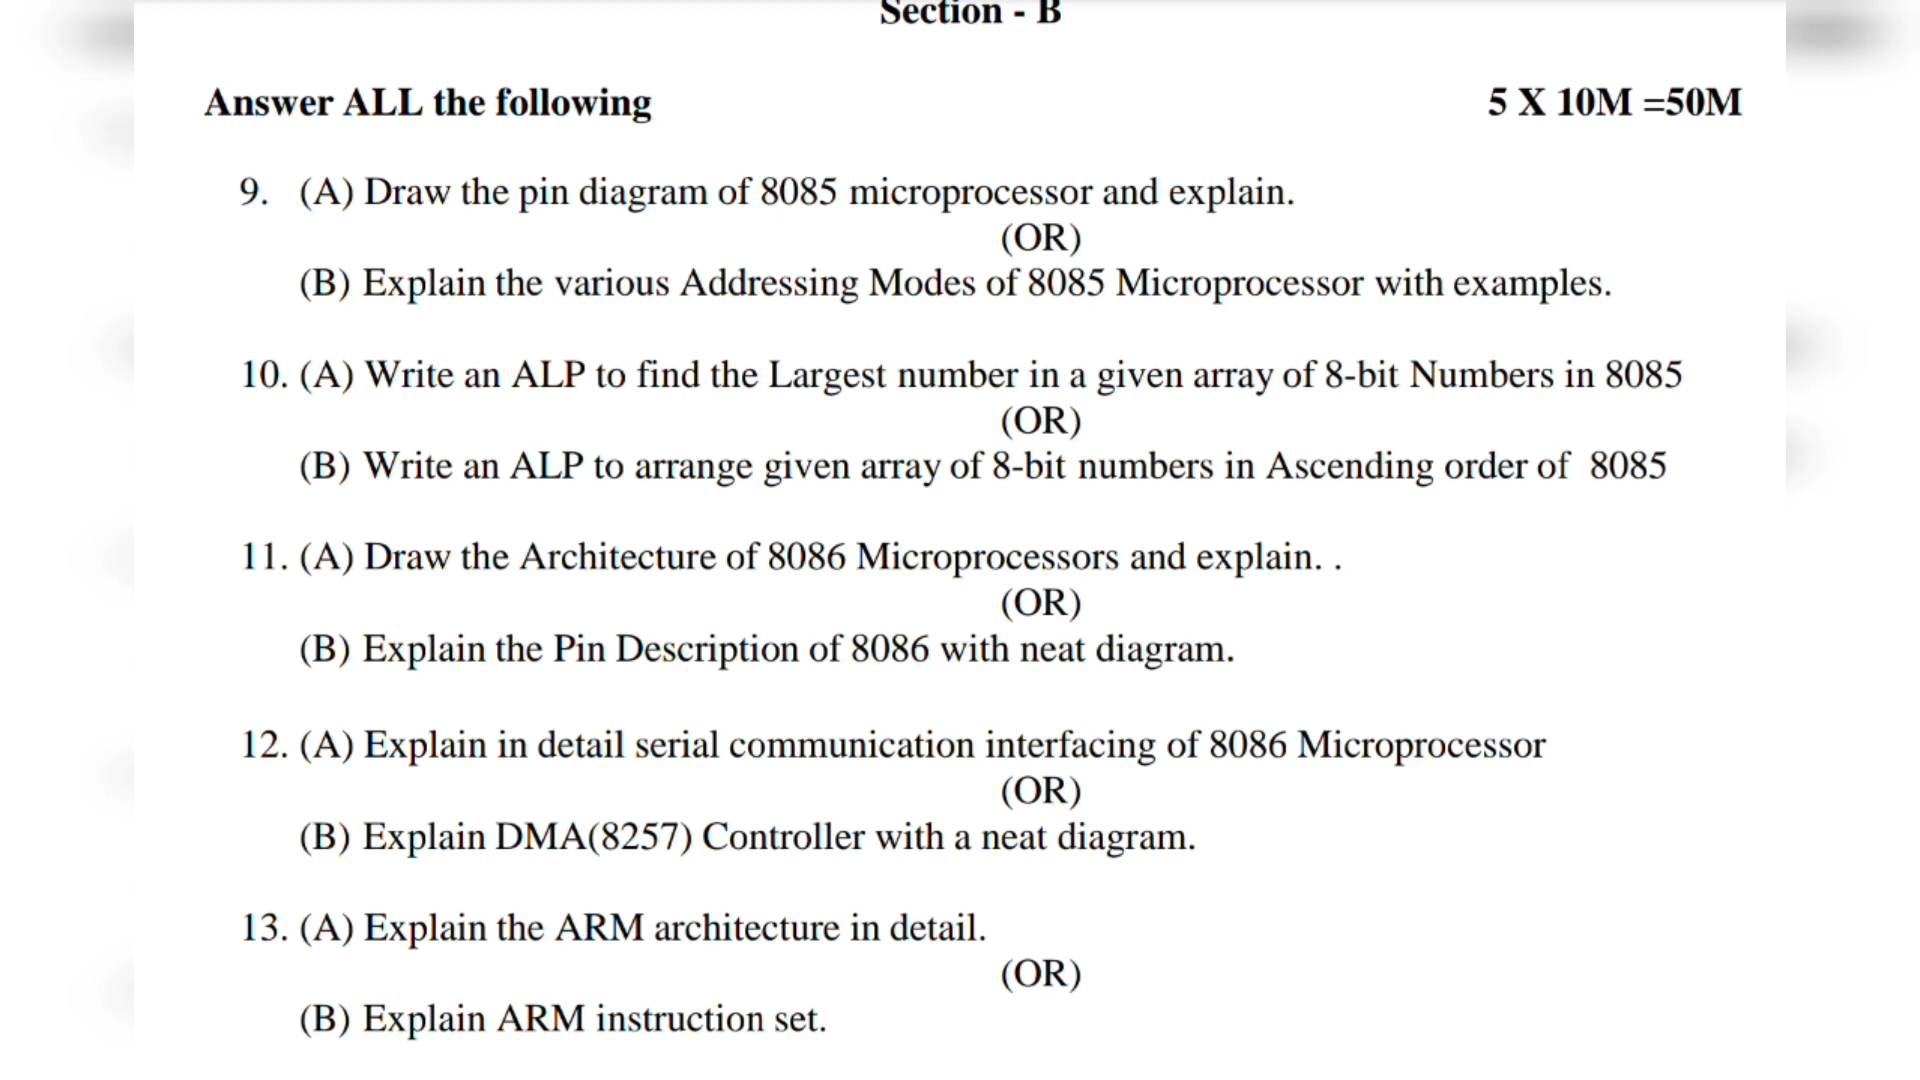 Section - B
Answer ALL the following 5 X 10M =50M
9. (A) Draw the pin diagram of 8085 microprocessor and explain.
(OR)
(B) Explain the various Addressing Modes of 8085 Microprocessor with examples.
10. (A) Write an ALP to find the Largest number in a given array of 8-bit Numbers in 8085
(OR)
(B) Write an ALP to arrange given array of 8-bit numbers in Ascending order of 8085
11. (A) Draw the Architecture of 8086 Microprocessors and explain. .
(OR)
(B) Explain the Pin Description of 8086 with neat diagram.
12. (A) Explain in detail serial communication interfacing of 8086 Microprocessor
(OR)
(B) Explain DMA(8257) Controller with a neat diagram.
13. (A) Explain the ARM architecture in detail.
(OR)
(B) Explain ARM instruction set.